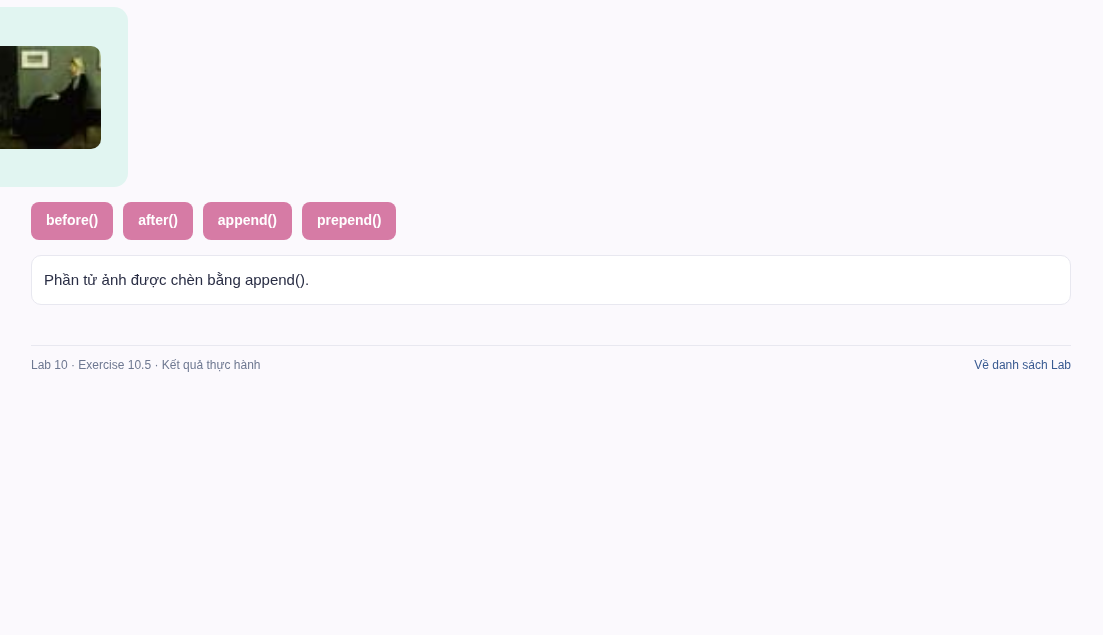 before() after() append() prepend()
Phần tử ảnh được chèn bằng append().
Lab 10 · Exercise 10.5 · Kết quả thực hành Về danh sách Lab